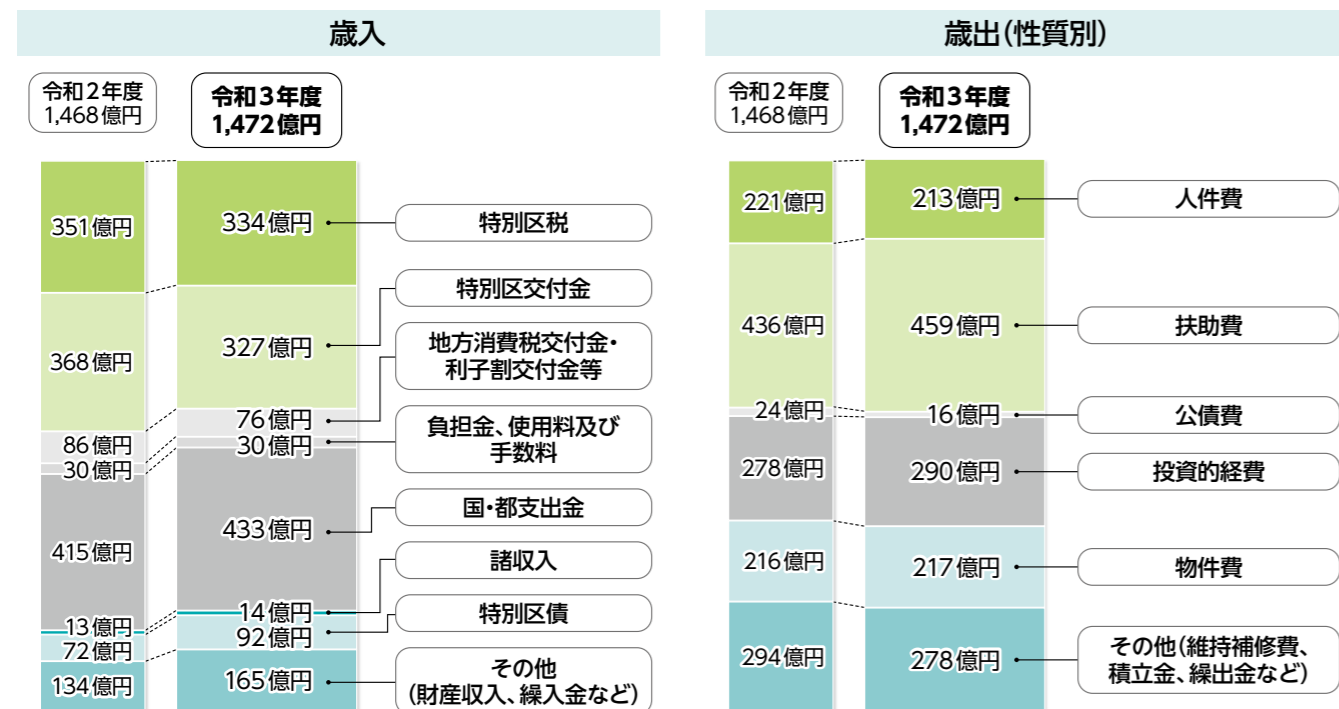 歳入
令和2年度
1,468億円
令和3年度
1,472億円
351億円
334億円
特別区税
368億円
327億円
特別区交付金
86億円
76億円
地方消費税交付金・
利子割交付金等
30億円
30億円
負担金、使用料及び
手数料
415億円
433億円
国・都支出金
13億円
14億円
諸収入
72億円
92億円
特別区債
134億円
165億円
その他
(財産収入、繰入金など)
歳出(性質別)
令和2年度
1,468億円
令和3年度
1,472億円
221億円
213億円
人件費
436億円
459億円
扶助費
24億円
16億円
公債費
278億円
290億円
投資的経費
216億円
217億円
物件費
294億円
278億円
その他(維持補修費、
積立金、繰出金など)